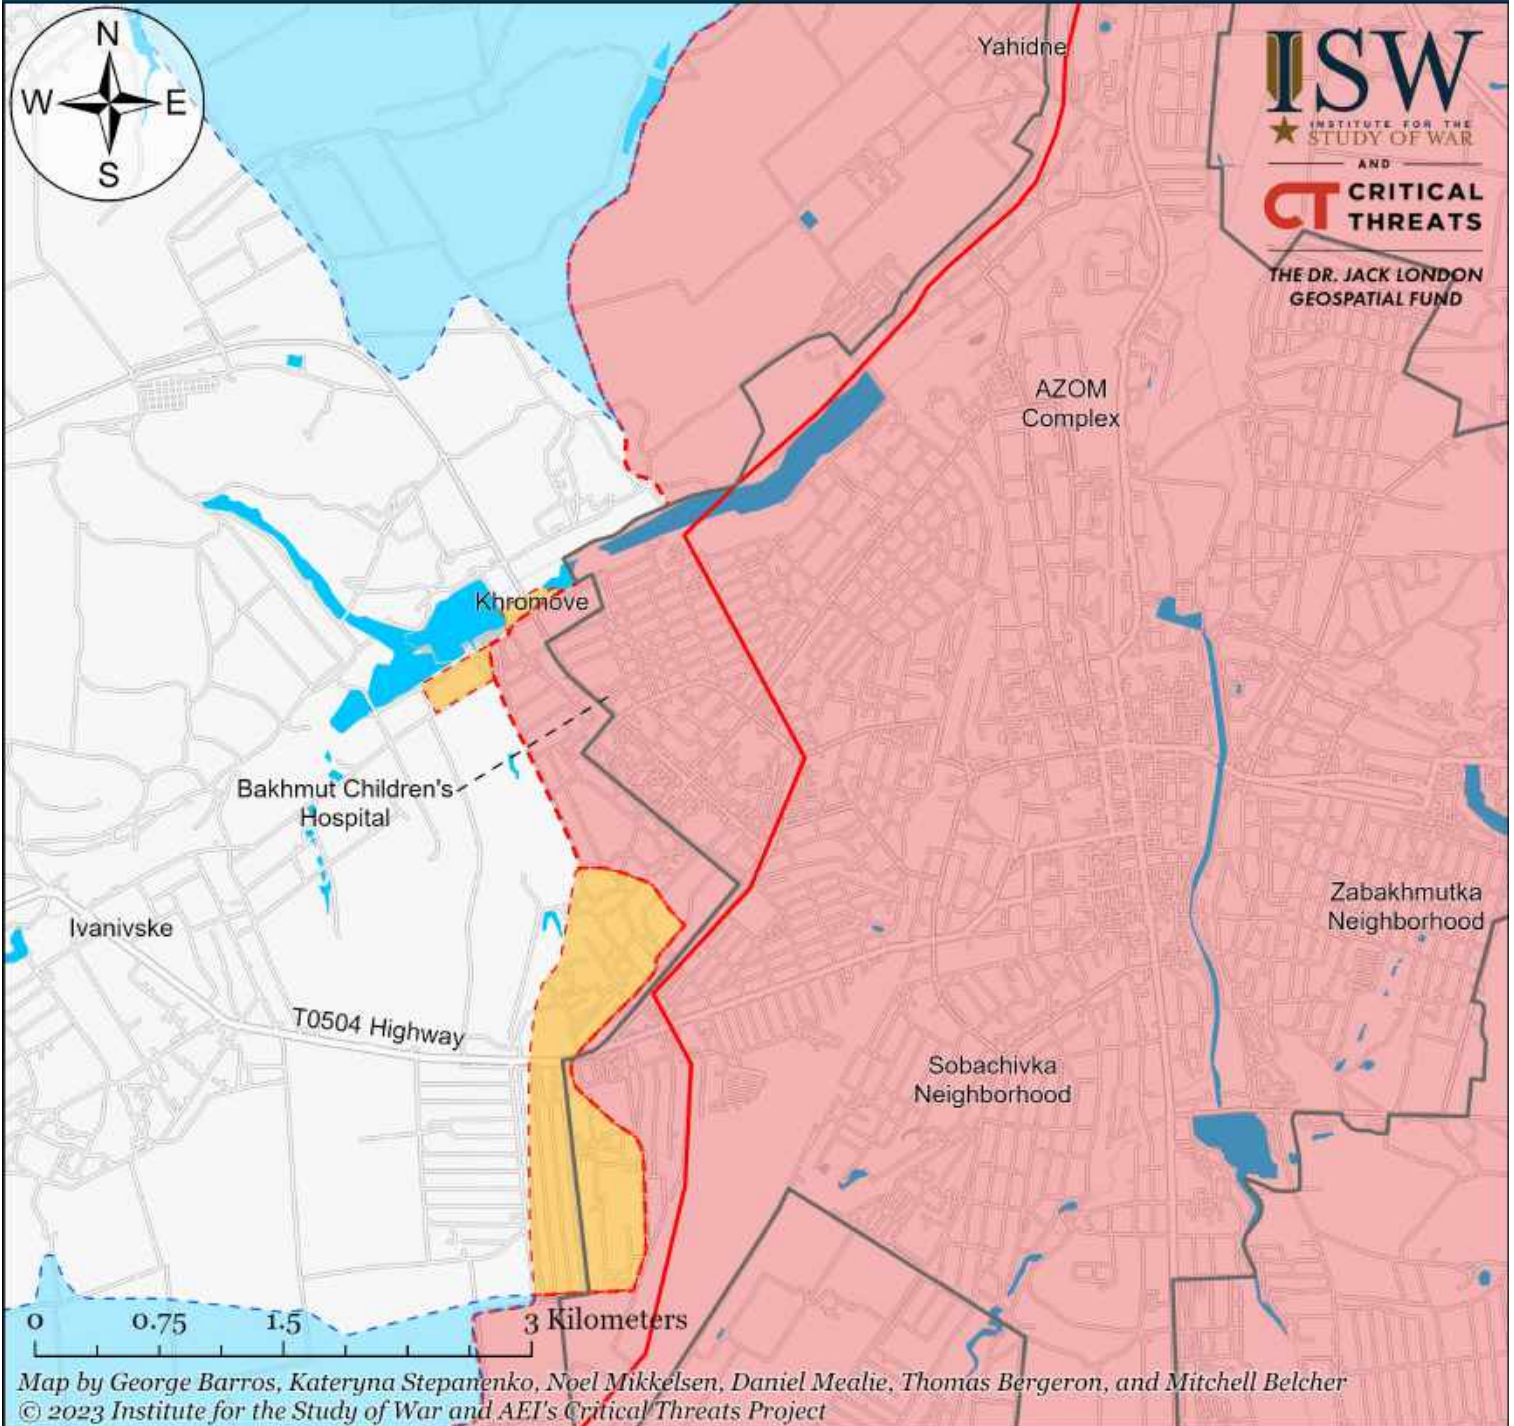 N
W
E
S
Yahidne
ISW
INSTITUTE FOR THE
STUDY OF WAR
AND
CT CRITICAL
THREATS
THE DR. JACK LONDON
GEOSPATIAL FUND
AZOM
Complex
Khromove
Bakhmut Children's
Hospital
Ivanivske
Zabakhmutka
Neighborhood
T0504 Highway
Sobachivka
Neighborhood
0 0.75 1.5 3 Kilometers
Map by George Barros, Kateryna Stepanenko, Noel Mikkelsen, Daniel Mealie, Thomas Bergeron, and Mitchell Belcher
© 2023 Institute for the Study of War and AEI's Critical Threats Project